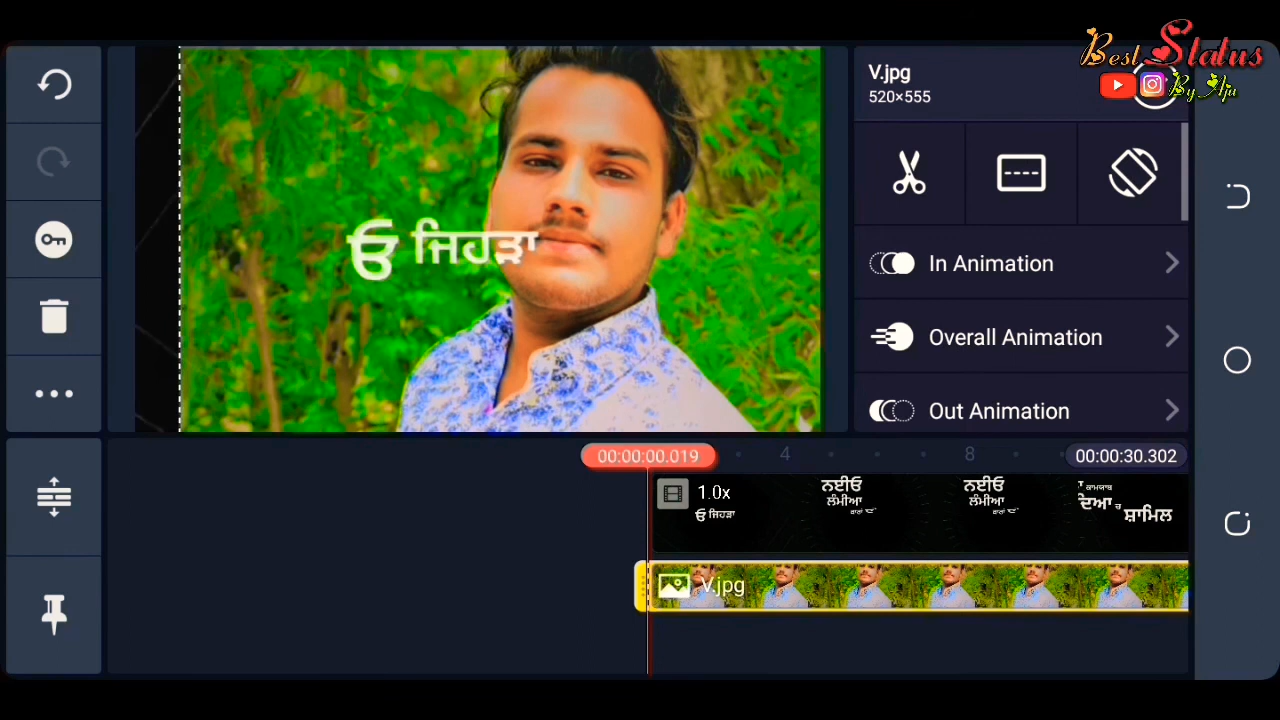 Best Status
By Aju
V.jpg
520×555
ਓ ਜਿਹੜਾ
In Animation
Overall Animation
Out Animation
00:00:00.019
4
8
00:00:30.302
1.0x
ਓ ਜਿਹੜਾ
ਨਈਓ
ਲੰਮੀਆ
ਨਈਓ
ਲੰਮੀਆ
ਕਾਮਯਾਬ
ਦੇਆ ਚ
ਸ਼ਾਮਿਲ
V.jpg